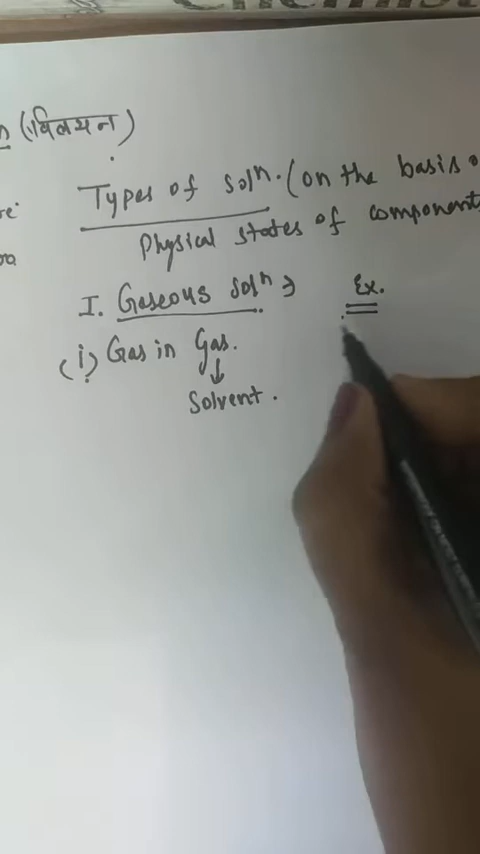 (विलयन)
Types of solⁿ. (on the basis
Physical states of component
I. Gaseous solⁿ →
Ex.
(i) Gas in Gas.
↓
Solvent.